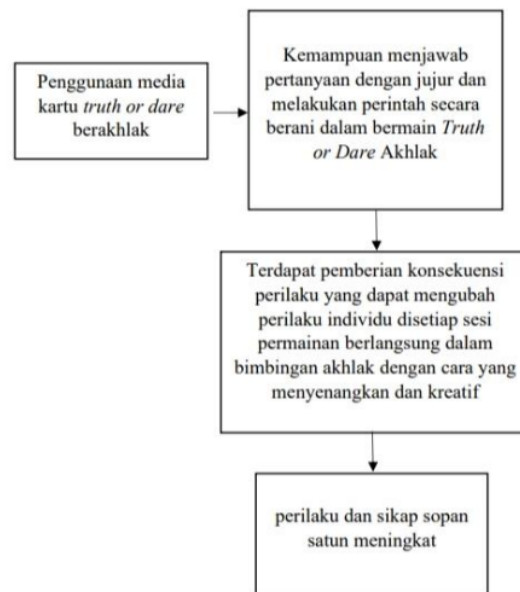 Penggunaan media
kartu truth or dare
berakhlak
Kemampuan menjawab
pertanyaan dengan jujur dan
melakukan perintah secara
berani dalam bermain Truth
or Dare Akhlak
Terdapat pemberian konsekuensi
perilaku yang dapat mengubah
perilaku individu disetiap sesi
permainan berlangsung dalam
bimbingan akhlak dengan cara yang
menyenangkan dan kreatif
perilaku dan sikap sopan
satun meningkat